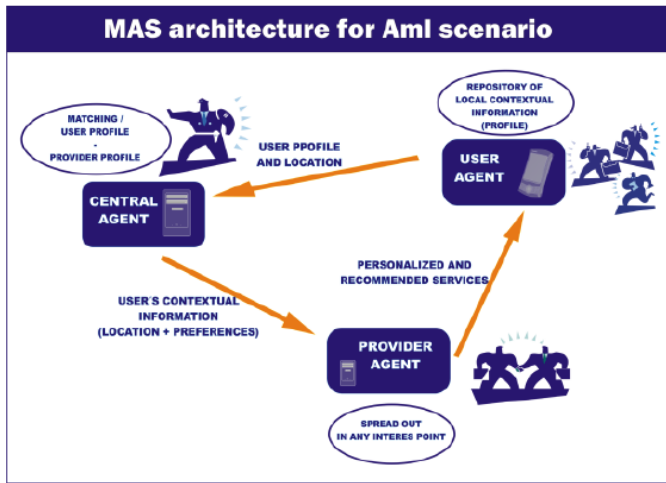 MAS architecture for AmI scenario
MATCHING /
USER PROFILE
-
PROVIDER PROFILE
REPOSITORY OF
LOCAL CONTEXTUAL
INFORMATION
(PROFILE)
USER PPOFILE
AND LOCATION
USER
AGENT
CENTRAL
AGENT
PERSONALIZED AND
RECOMMENDED SERVICES
USER´S CONTEXTUAL
INFORMATION
(LOCATION + PREFERENCES)
PROVIDER
AGENT
SPREAD OUT
IN ANY INTERES POINT